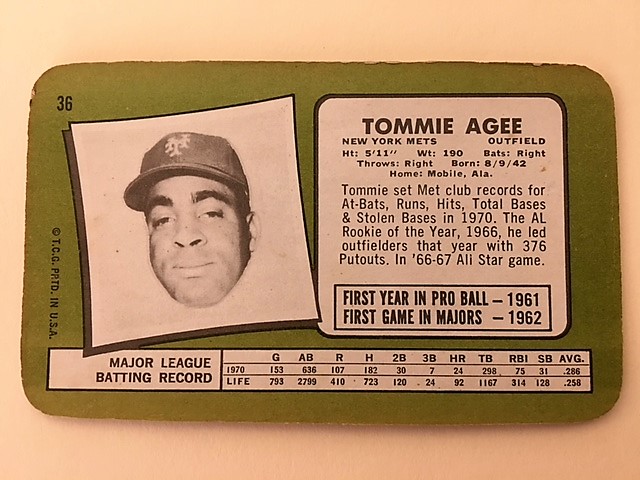 36
© T.C.G. PRTD. IN U.S.A.
NY
TOMMIE AGEE
NEW YORK METS OUTFIELD
Ht: 5'11" Wt: 190 Bats: Right
Throws: Right Born: 8/9/42
Home: Mobile, Ala.
Tommie set Met club records for
At-Bats, Runs, Hits, Total Bases
& Stolen Bases in 1970. The AL
Rookie of the Year, 1966, he led
outfielders that year with 376
Putouts. In '66-67 All Star game.
FIRST YEAR IN PRO BALL — 1961
FIRST GAME IN MAJORS — 1962
MAJOR LEAGUE
BATTING RECORD
G AB R H 2B 3B HR TB RBI SB AVG.
1970 153 636 107 182 30 7 24 298 75 31 .286
LIFE 793 2799 410 723 120 24 92 1167 314 128 .258